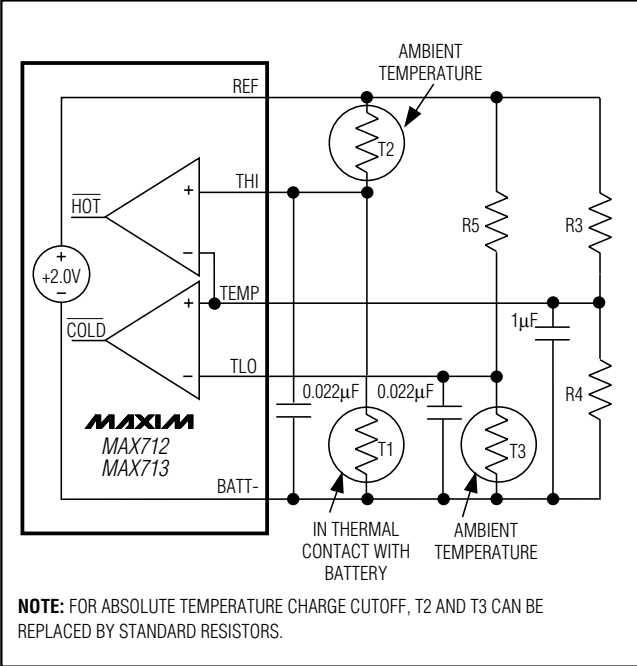 AMBIENT
TEMPERATURE
REF
T2
THI
HOT
+
−
R5
R3
+
+2.0V
−
TEMP
+
COLD
1µF
−
TLO
0.022µF
0.022µF
R4
MAXIM
MAX712
MAX713
T1
T3
BATT-
IN THERMAL
CONTACT WITH
BATTERY
AMBIENT
TEMPERATURE
NOTE: FOR ABSOLUTE TEMPERATURE CHARGE CUTOFF, T2 AND T3 CAN BE
REPLACED BY STANDARD RESISTORS.